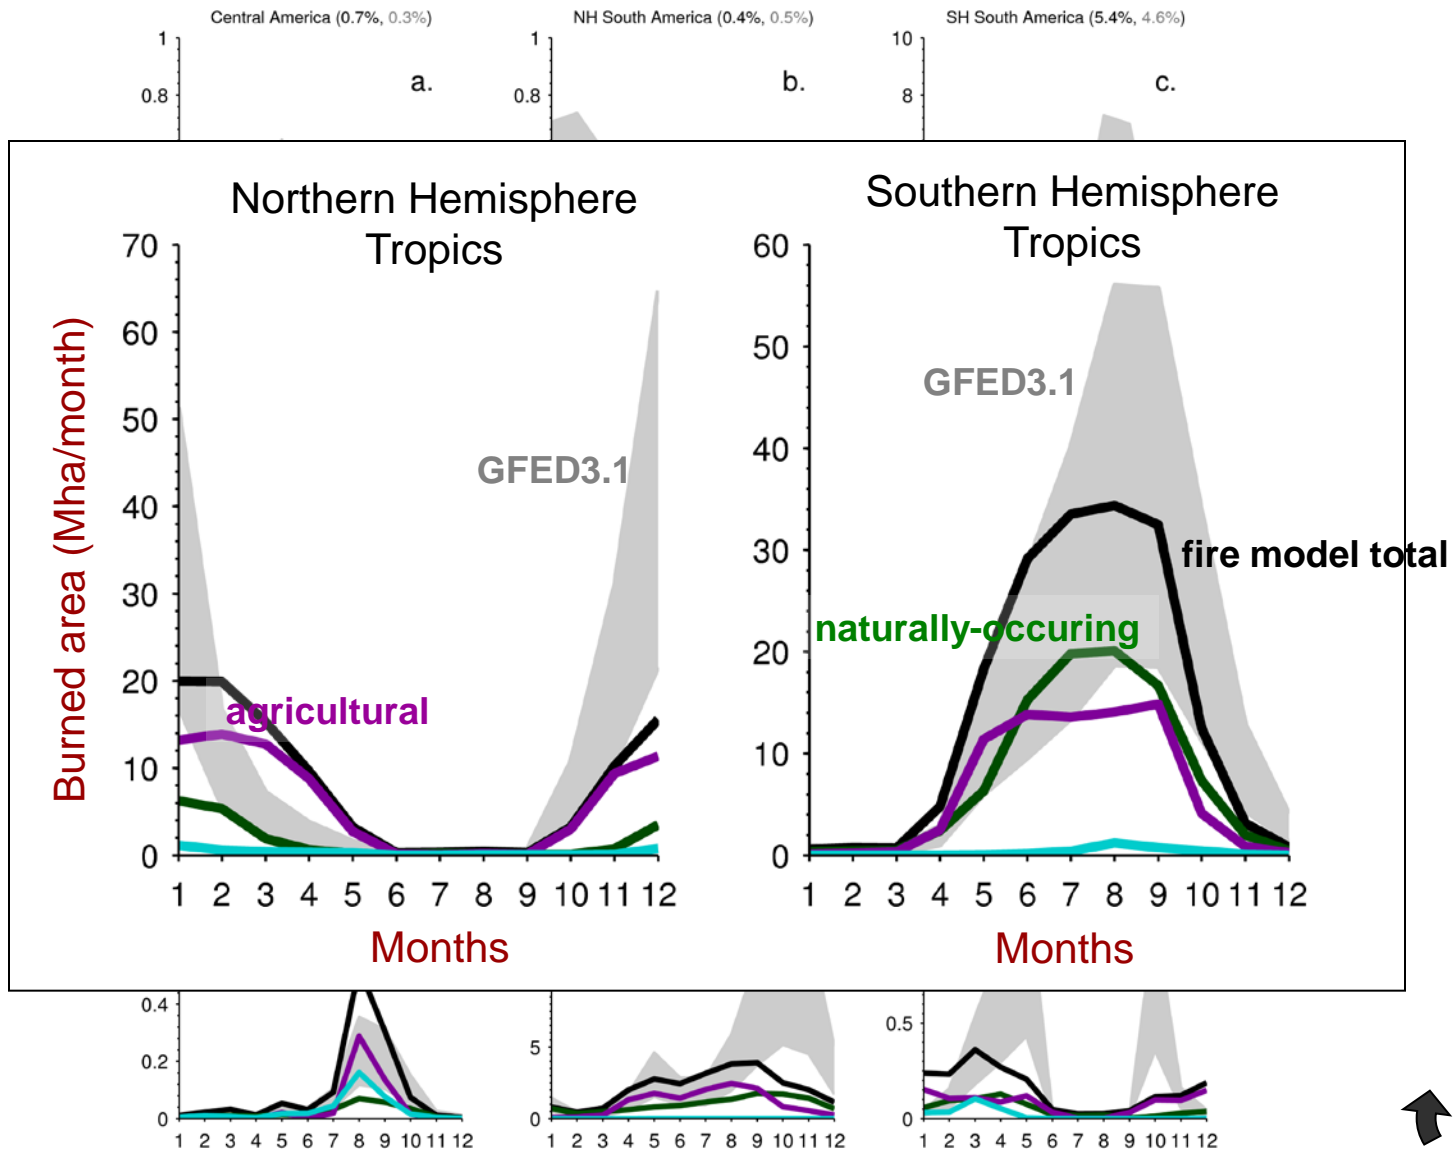 Central America (0.7%, 0.3%)
NH South America (0.4%, 0.5%)
SH South America (5.4%, 4.6%)
1
0.8
a.
1
0.8
b.
10
8
c.
Northern Hemisphere
Tropics
Burned area (Mha/month)
70
60
50
40
30
20
10
0
GFED3.1
agricultural
1 2 3 4 5 6 7 8 9 10 11 12
Months
Southern Hemisphere
Tropics
60
50
40
30
20
10
0
GFED3.1
fire model total
naturally-occuring
1 2 3 4 5 6 7 8 9 10 11 12
Months
0.4
0.2
0
1 2 3 4 5 6 7 8 9 10 11 12
5
0
1 2 3 4 5 6 7 8 9 10 11 12
0.5
0
1 2 3 4 5 6 7 8 9 10 11 12